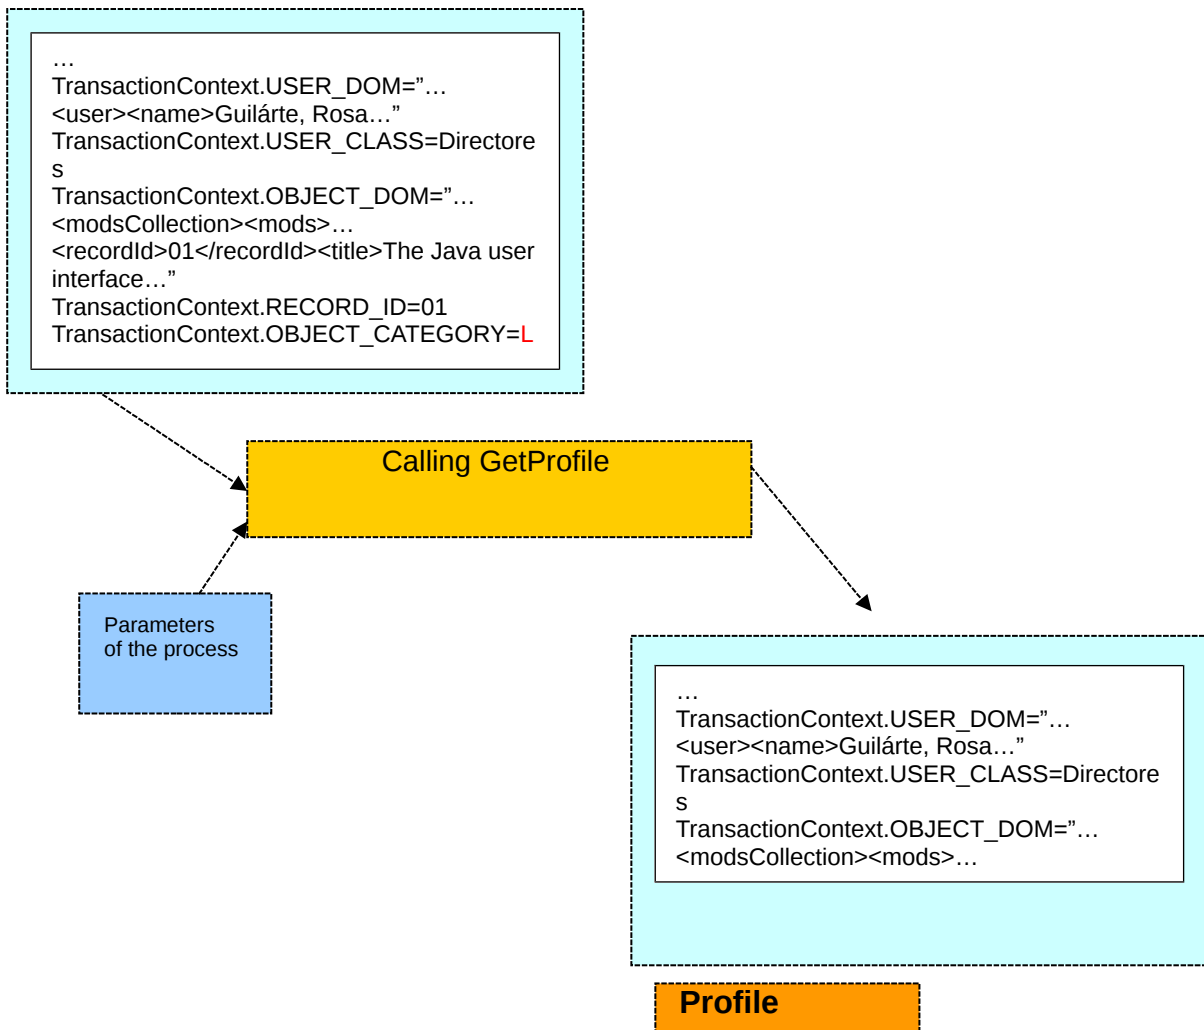 …
TransactionContext.USER_DOM=”…
<user><name>Guilárte, Rosa…”
TransactionContext.USER_CLASS=Directore
s
TransactionContext.OBJECT_DOM=”…
<modsCollection><mods>…
<recordId>01</recordId><title>The Java user
interface…”
TransactionContext.RECORD_ID=01
TransactionContext.OBJECT_CATEGORY=L
Calling GetProfile
Parameters
of the process
…
TransactionContext.USER_DOM=”…
<user><name>Guilárte, Rosa…”
TransactionContext.USER_CLASS=Directore
s
TransactionContext.OBJECT_DOM=”…
<modsCollection><mods>…
Profile